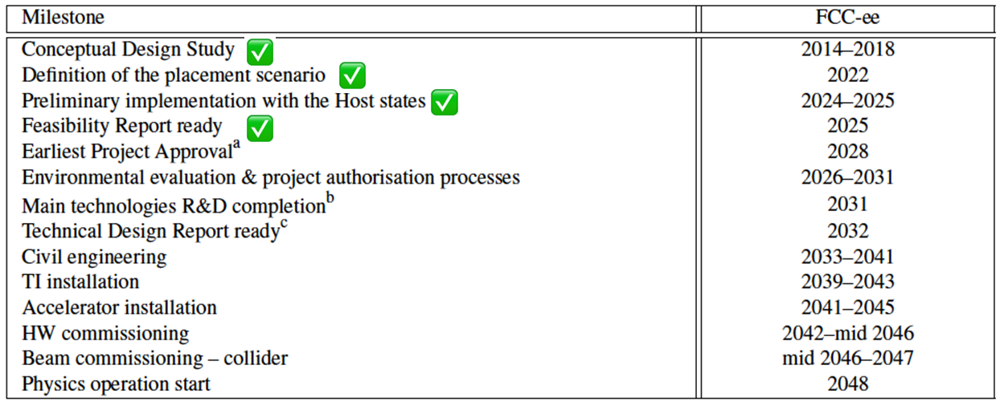 Milestone FCC-ee
Conceptual Design Study ✅ 2014–2018
Definition of the placement scenario ✅ 2022
Preliminary implementation with the Host states ✅ 2024–2025
Feasibility Report ready ✅ 2025
Earliest Project Approvalᵃ 2028
Environmental evaluation & project authorisation processes 2026–2031
Main technologies R&D completionᵇ 2031
Technical Design Report readyᶜ 2032
Civil engineering 2033–2041
TI installation 2039–2043
Accelerator installation 2041–2045
HW commissioning 2042–mid 2046
Beam commissioning – collider mid 2046–2047
Physics operation start 2048